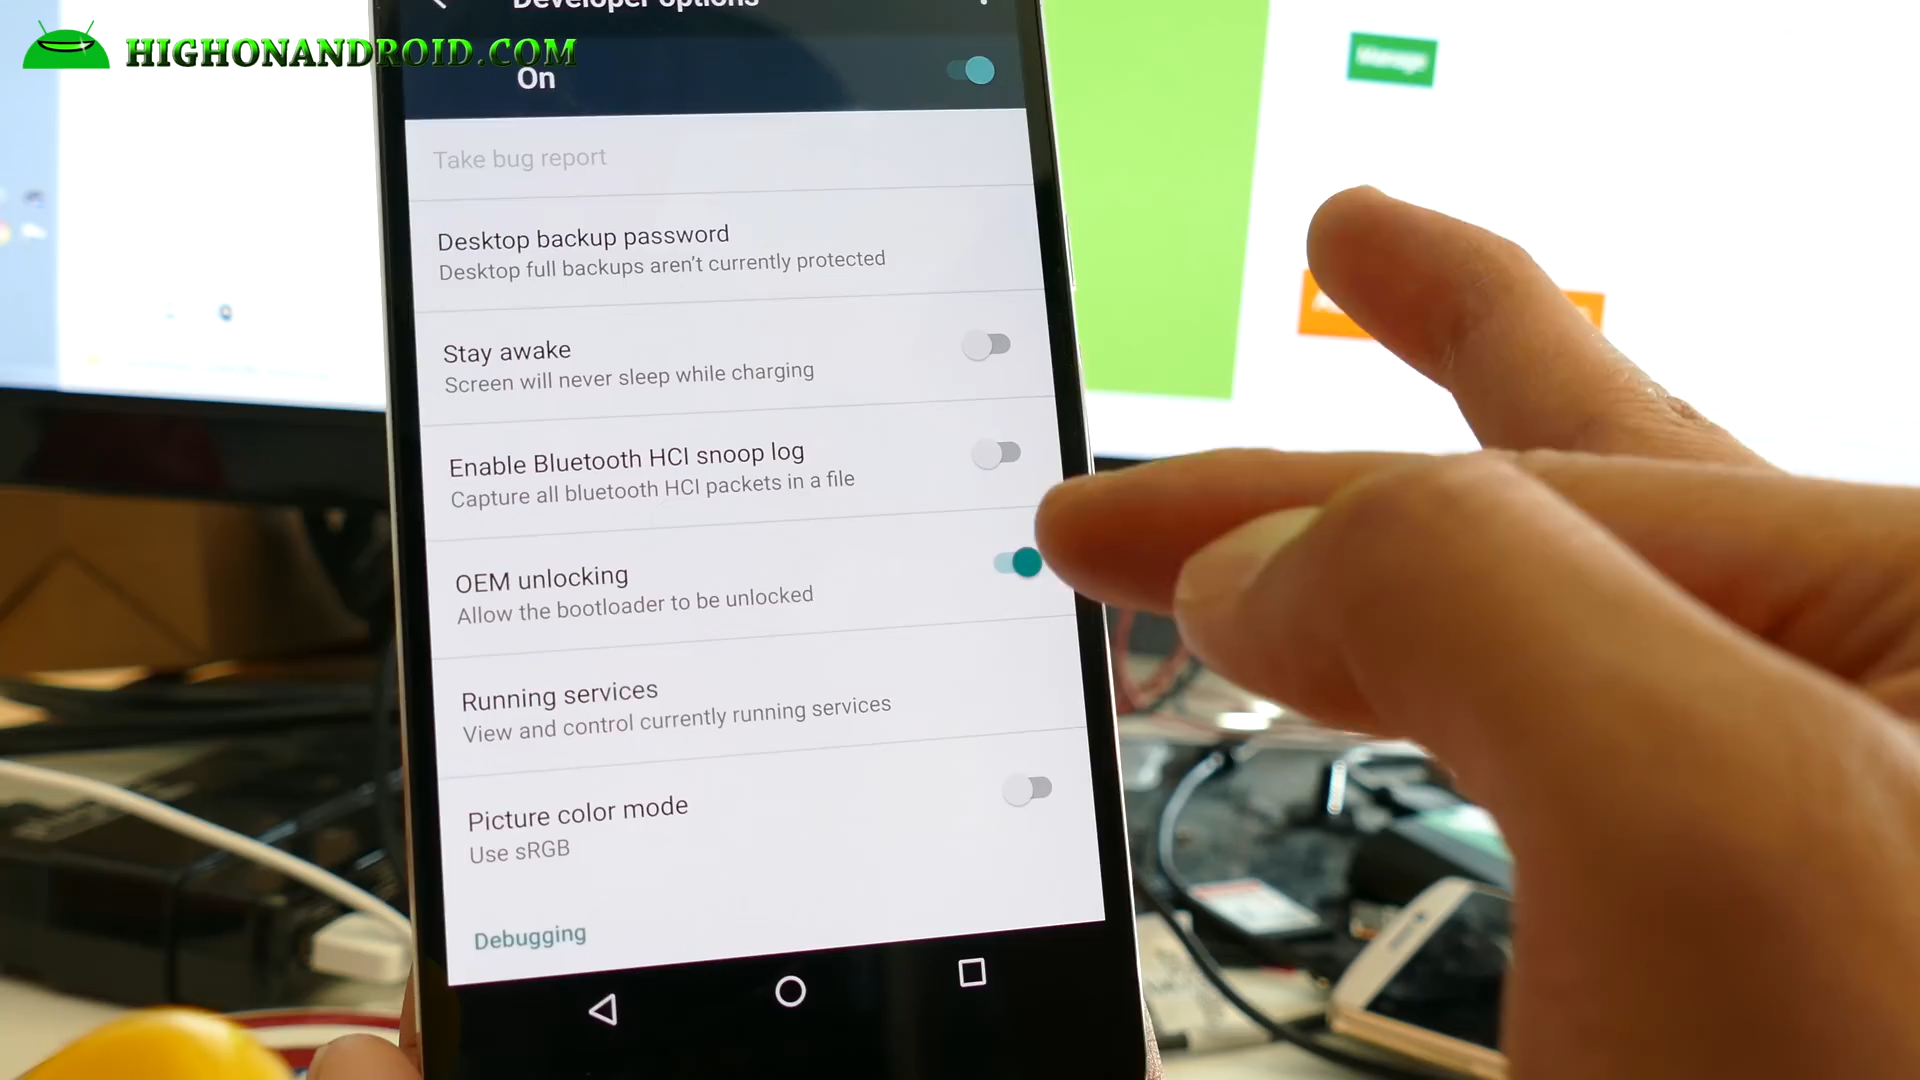 HIGHONANDROID.COM
Developer options
On
Take bug report
Desktop backup password
Desktop full backups aren’t currently protected
Stay awake
Screen will never sleep while charging
Enable Bluetooth HCI snoop log
Capture all bluetooth HCI packets in a file
OEM unlocking
Allow the bootloader to be unlocked
Running services
View and control currently running services
Picture color mode
Use sRGB
Debugging
Manage